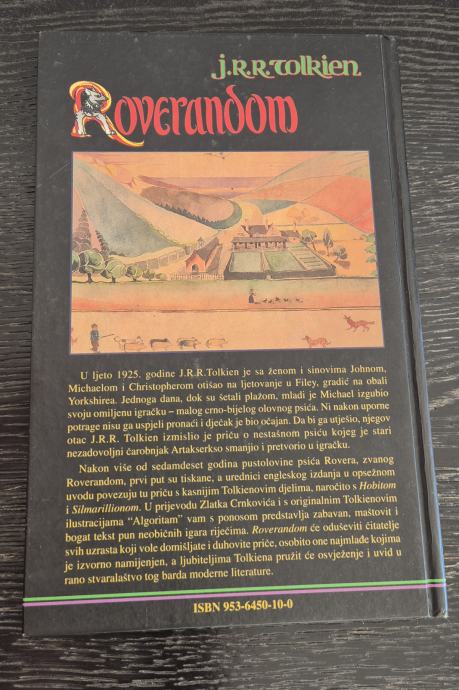 J.R.R. Tolkien
Roverandom
U ljeto 1925. godine J.R.R.Tolkien je sa ženom i sinovima Johnom,
Michaelom i Christopherom otišao na ljetovanje u Filey, gradić na obali
Yorkshirea. Jednoga dana, dok su šetali plažom, mladi je Michael izgubio
svoju omiljenu igračku – malog crno-bijelog olovnog psića. Ni nakon uporne
potrage nisu ga uspjeli pronaći i dječak je bio očajan. Da bi ga utješio, njegov
otac J.R.R. Tolkien izmislio je priču o nestašnom psiću kojeg je stari
nezadovoljni čarobnjak Artakserkso smanjio i pretvorio u igračku.
Nakon više od sedamdeset godina pustolovine psića Rovera, zvanog
Roverandom, prvi put su tiskane, a urednici engleskog izdanja u opsežnom
uvodu povezuju tu priču s kasnijim Tolkienovim djelima, naročito s Hobitom
i Silmarillionom. U prijevodu Zlatka Crnkovića i s originalnim Tolkienovim
ilustracijama “Algoritam” vam s ponosom predstavlja zabavan, maštovit i
bogat tekst pun neobičnih igara riječima. Roverandom će oduševiti čitatelje
svih uzrasta koji vole domišljate i duhovite priče, osobito one najmlađe kojima
je izvorno namijenjen, a ljubiteljima Tolkiena pružit će osvježenje i uvid u
rano stvaralaštvo tog barda moderne literature.
ISBN 953-6450-10-0